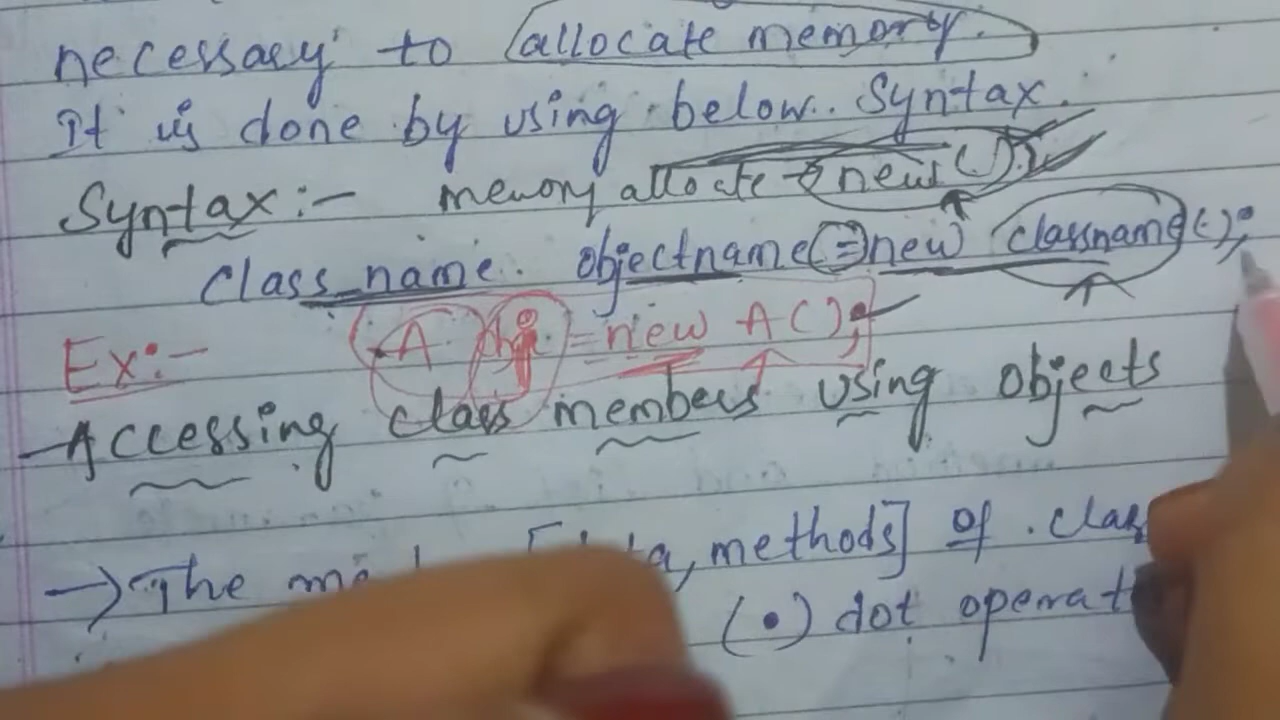 necessary to allocate memory.
It is done by using below.. Syntax.
Syntax:- memory allocate → new().
Class name. objectname = new classname();
Ex:- A = new A();
Accessing class members using objects
→ The methods] of class
(•) dot